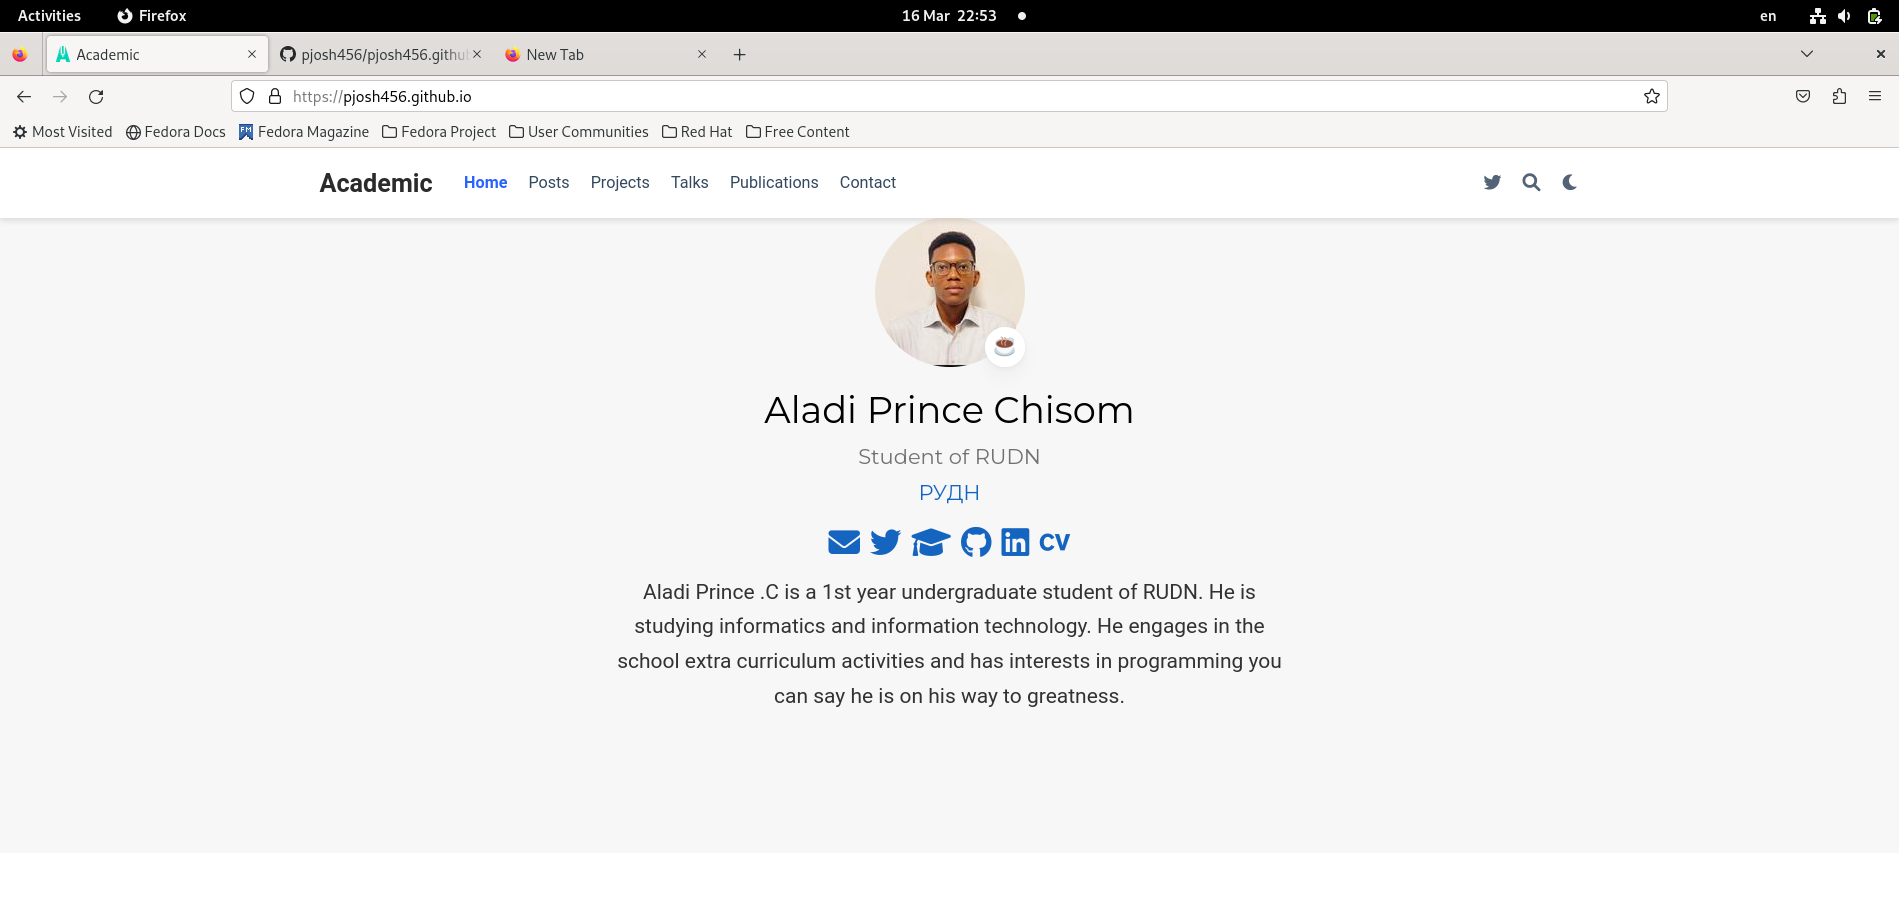 Activities Firefox 16 Mar 22:53 en
Academic pjosh456/pjosh456.githu New Tab
https://pjosh456.github.io
Most Visited Fedora Docs Fedora Magazine Fedora Project User Communities Red Hat Free Content
Academic Home Posts Projects Talks Publications Contact
Aladi Prince Chisom
Student of RUDN
РУДН
CV
Aladi Prince .C is a 1st year undergraduate student of RUDN. He is
studying informatics and information technology. He engages in the
school extra curriculum activities and has interests in programming you
can say he is on his way to greatness.